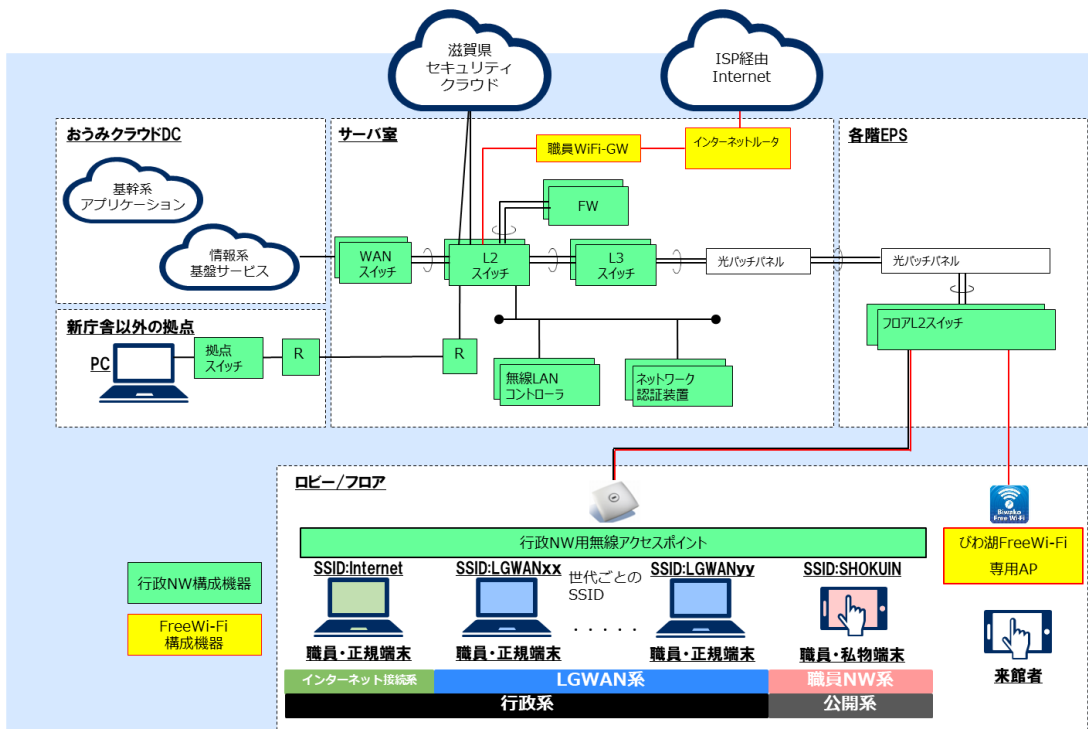 滋賀県
セキュリティ
クラウド
ISP経由
Internet
おうみクラウドDC
サーバ室
各階EPS
職員WiFi-GW
インターネットルータ
基幹系
アプリケーション
FW
情報系
基盤サービス
WAN
スイッチ
L2
スイッチ
L3
スイッチ
光パッチパネル
光パッチパネル
フロアL2スイッチ
新庁舎以外の拠点
PC
拠点
スイッチ
R
R
無線LAN
コントローラ
ネットワーク
認証装置
ロビー/フロア
Biwako
Free Wi-Fi
行政NW用無線アクセスポイント
びわ湖FreeWi-Fi
専用AP
SSID:Internet
SSID:LGWANxx
世代ごとの
SSID
SSID:LGWANyy
SSID:SHOKUIN
行政NW構成機器
FreeWi-Fi
構成機器
・・・・・
職員・正規端末
職員・正規端末
職員・正規端末
職員・私物端末
来館者
インターネット接続系
LGWAN系
職員NW系
行政系
公開系